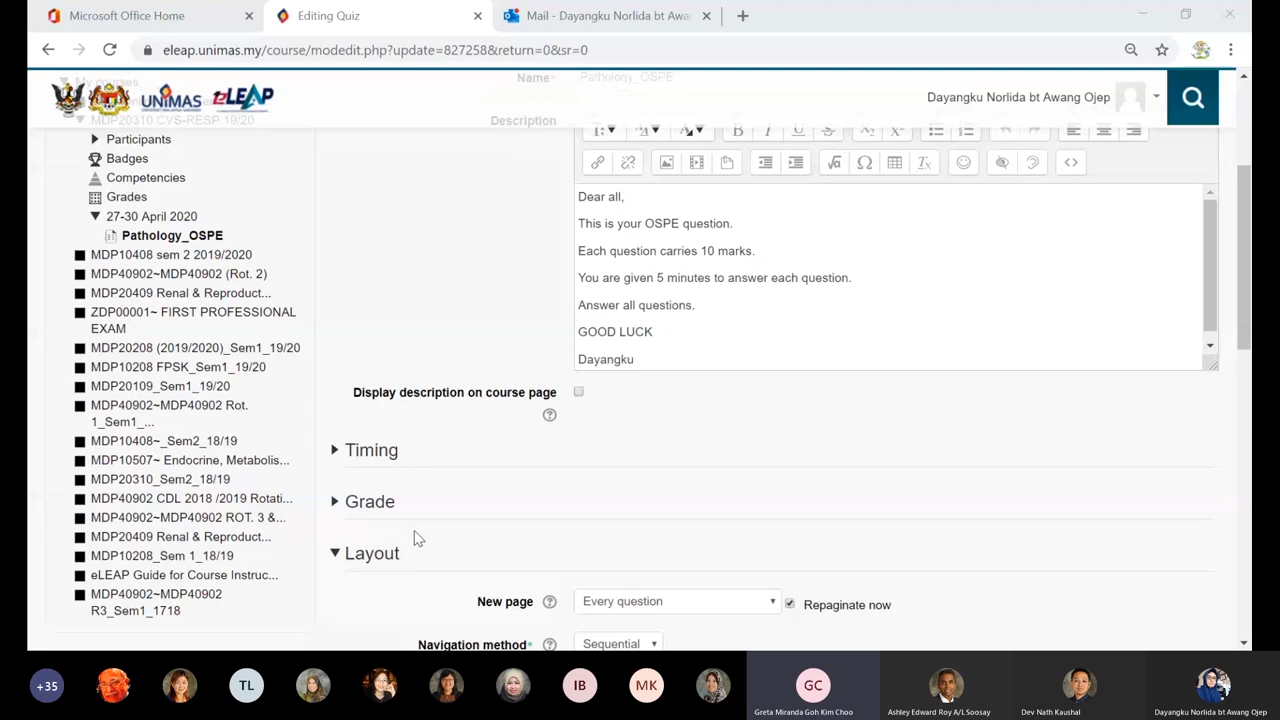 Microsoft Office Home
Editing Quiz
Mail - Dayangku Norlida bt Awa
eleap.unimas.my/course/modedit.php?update=827258&return=0&sr=0
My courses
Name
Pathology_OSPE
UNIMAS
eLEAP
Dayangku Norlida bt Awang Ojep
MDP20310 CVS-RESP 19/20
Description
Participants
Badges
Competencies
Grades
27-30 April 2020
Pathology_OSPE
MDP10408 sem 2 2019/2020
MDP40902~MDP40902 (Rot. 2)
MDP20409 Renal & Reproduct...
ZDP00001~ FIRST PROFESSIONAL
EXAM
MDP20208 (2019/2020)_Sem1_19/20
MDP10208 FPSK_Sem1_19/20
MDP20109_Sem1_19/20
MDP40902~MDP40902 Rot.
1_Sem1_...
MDP10408~_Sem2_18/19
MDP10507~ Endocrine, Metabolis...
MDP20310_Sem2_18/19
MDP40902 CDL 2018 /2019 Rotati...
MDP40902~MDP40902 ROT. 3 &...
MDP20409 Renal & Reproduct...
MDP10208_Sem 1_18/19
eLEAP Guide for Course Instruc...
MDP40902~MDP40902
R3_Sem1_1718
Dear all,
This is your OSPE question.
Each question carries 10 marks.
You are given 5 minutes to answer each question.
Answer all questions.
GOOD LUCK
Dayangku
Display description on course page
Timing
Grade
Layout
New page
Every question
Repaginate now
Navigation method*
Sequential
+35
TL
IB
MK
GC
Greta Miranda Goh Kim Choo
Ashley Edward Roy A/L Soosay
Dev Nath Kaushal
Dayangku Norlida bt Awang Ojep